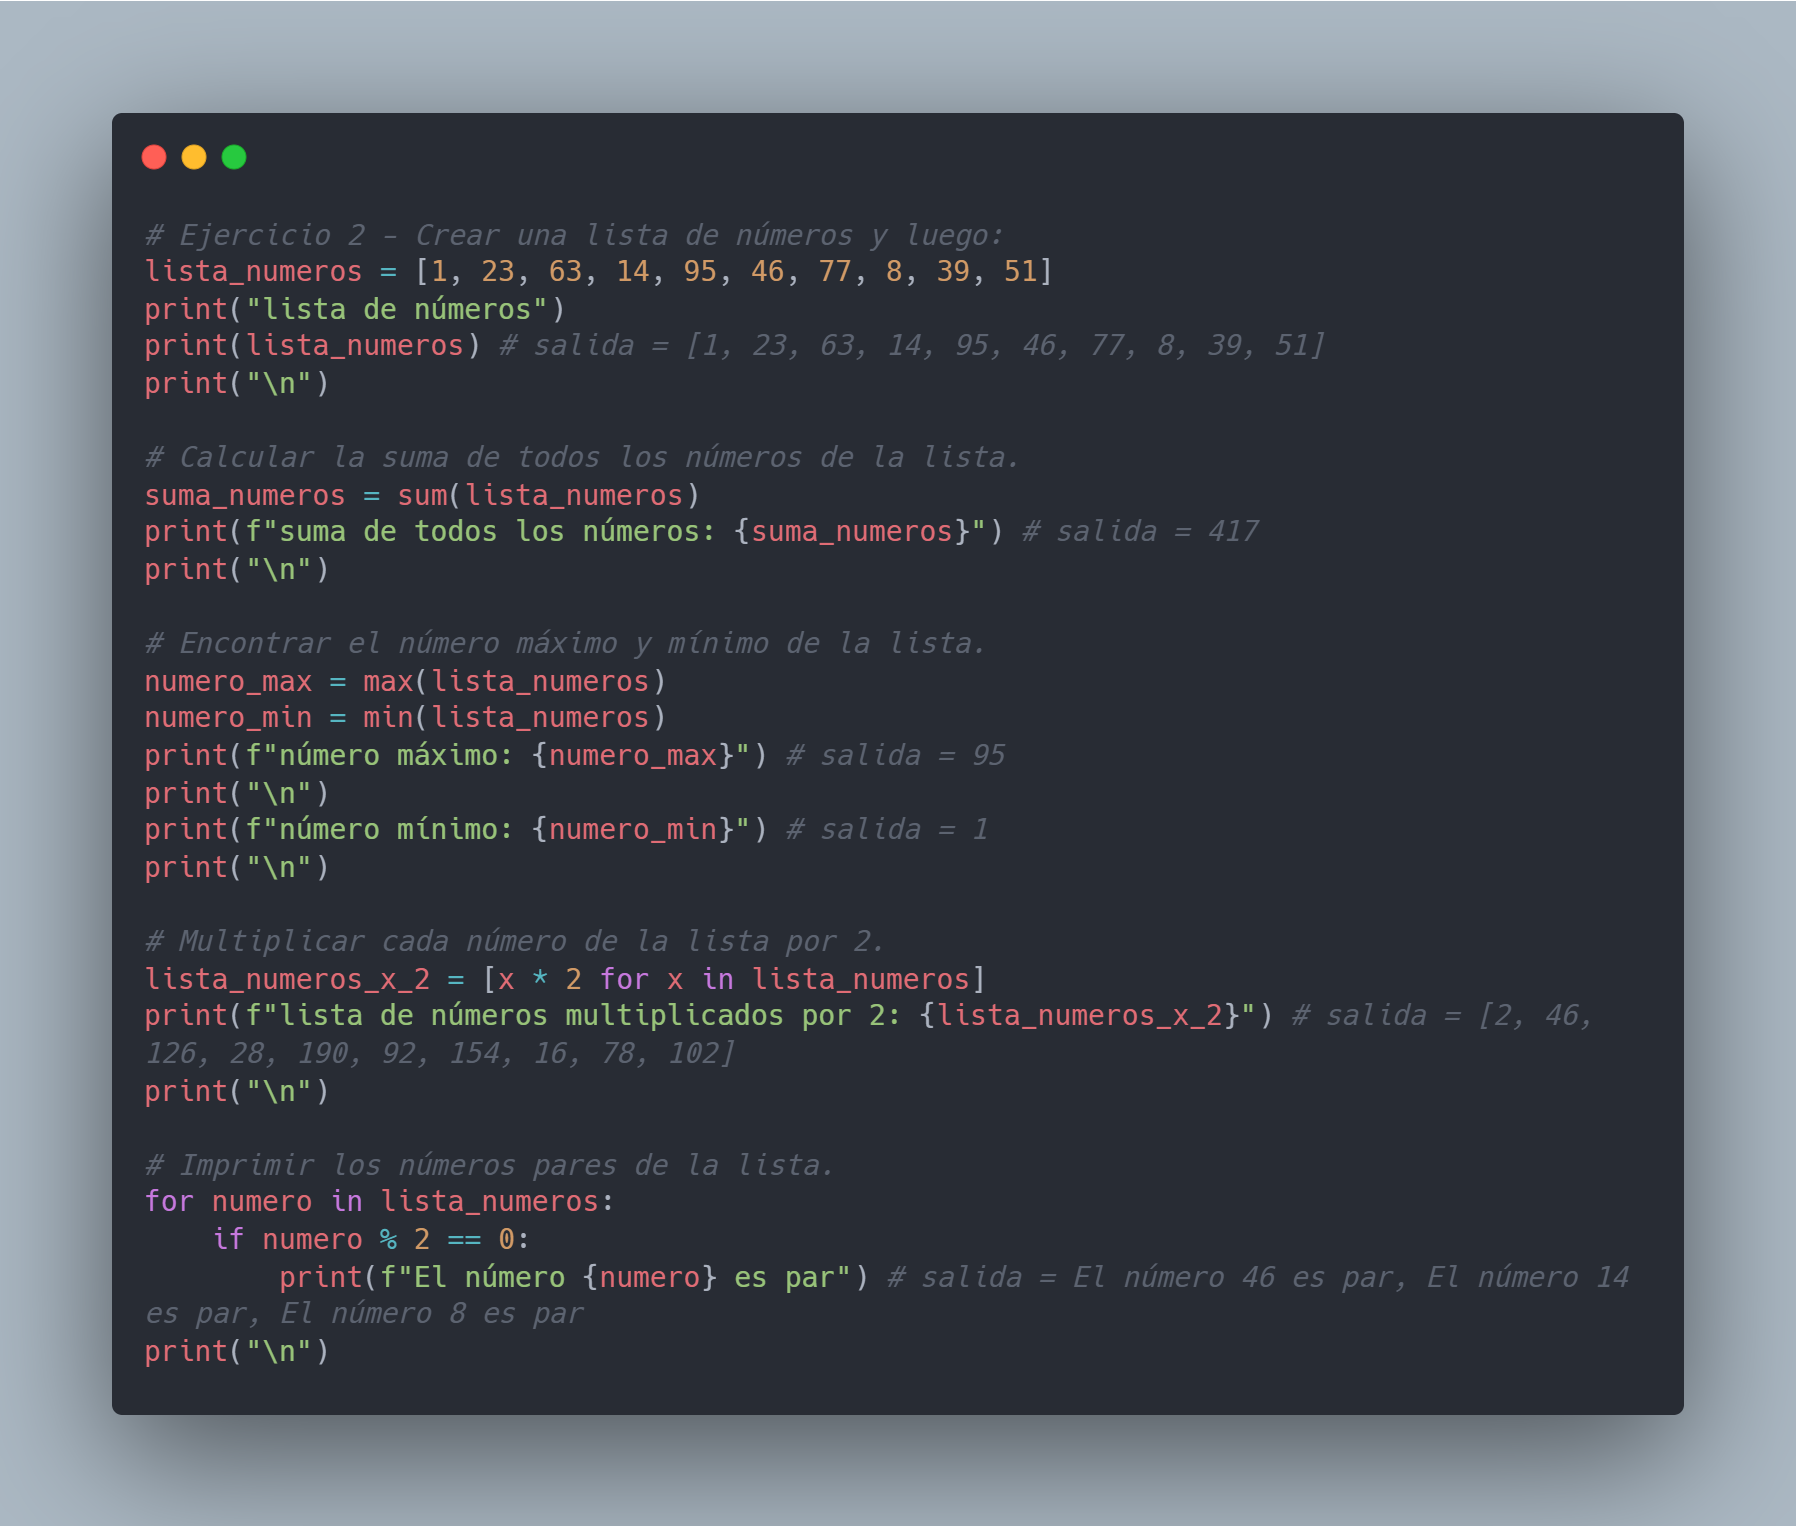 # Ejercicio 2 – Crear una lista de números y luego:
lista_numeros = [1, 23, 63, 14, 95, 46, 77, 8, 39, 51]
print("lista de números")
print(lista_numeros) # salida = [1, 23, 63, 14, 95, 46, 77, 8, 39, 51]
print("\n")

# Calcular la suma de todos los números de la lista.
suma_numeros = sum(lista_numeros)
print(f"suma de todos los números: {suma_numeros}") # salida = 417
print("\n")

# Encontrar el número máximo y mínimo de la lista.
numero_max = max(lista_numeros)
numero_min = min(lista_numeros)
print(f"número máximo: {numero_max}") # salida = 95
print("\n")
print(f"número mínimo: {numero_min}") # salida = 1
print("\n")

# Multiplicar cada número de la lista por 2.
lista_numeros_x_2 = [x * 2 for x in lista_numeros]
print(f"lista de números multiplicados por 2: {lista_numeros_x_2}") # salida = [2, 46,
126, 28, 190, 92, 154, 16, 78, 102]
print("\n")

# Imprimir los números pares de la lista.
for numero in lista_numeros:
    if numero % 2 == 0:
        print(f"El número {numero} es par") # salida = El número 46 es par, El número 14
es par, El número 8 es par
print("\n")